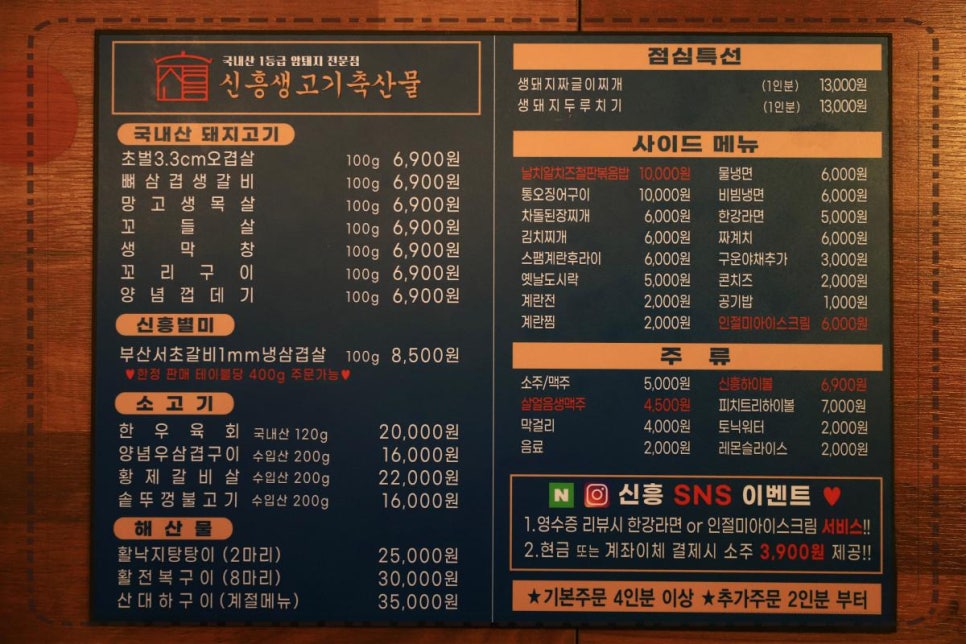 국내산 1등급 암돼지 전문점
신흥생고기축산물
국내산 돼지고기
초벌3.3cm오겹살 100g 6,900원
뼈삼겹생갈비 100g 6,900원
망고생목살 100g 6,900원
꼬들살 100g 6,900원
생막창 100g 6,900원
꼬리구이 100g 6,900원
양념껍데기 100g 6,900원
신흥별미
부산서초갈비1mm냉삼겹살 100g 8,500원
♥한정 판매 테이블당 400g 주문가능♥
소고기
한우육회 국내산 120g 20,000원
양념우삼겹구이 수입산 200g 16,000원
황제갈비살 수입산 200g 22,000원
솥뚜껑불고기 수입산 200g 16,000원
해산물
활낙지탕탕이 (2마리) 25,000원
활전복구이 (8마리) 30,000원
산대하구이(계절메뉴) 35,000원
점심특선
생돼지짜글이찌개 (1인분) 13,000원
생돼지두루치기 (1인분) 13,000원
사이드 메뉴
날치알치즈철판볶음밥 10,000원 물냉면 6,000원
통오징어구이 10,000원 비빔냉면 6,000원
차돌된장찌개 6,000원 한강라면 5,000원
김치찌개 6,000원 짜계치 6,000원
스팸계란후라이 6,000원 구운야채추가 3,000원
옛날도시락 5,000원 콘치즈 2,000원
계란전 2,000원 공기밥 1,000원
계란찜 2,000원 인절미아이스크림 6,000원
주류
소주/맥주 5,000원 신흥하이볼 6,900원
살얼음생맥주 4,500원 피치트리하이볼 7,000원
막걸리 4,000원 토닉워터 2,000원
음료 2,000원 레몬슬라이스 2,000원
N 신흥 SNS 이벤트 ♥
1.영수증 리뷰시 한강라면 or 인절미아이스크림 서비스!!
2.현금 또는 계좌이체 결제시 소주 3,900원 제공!!
★기본주문 4인분 이상 ★추가주문 2인분 부터